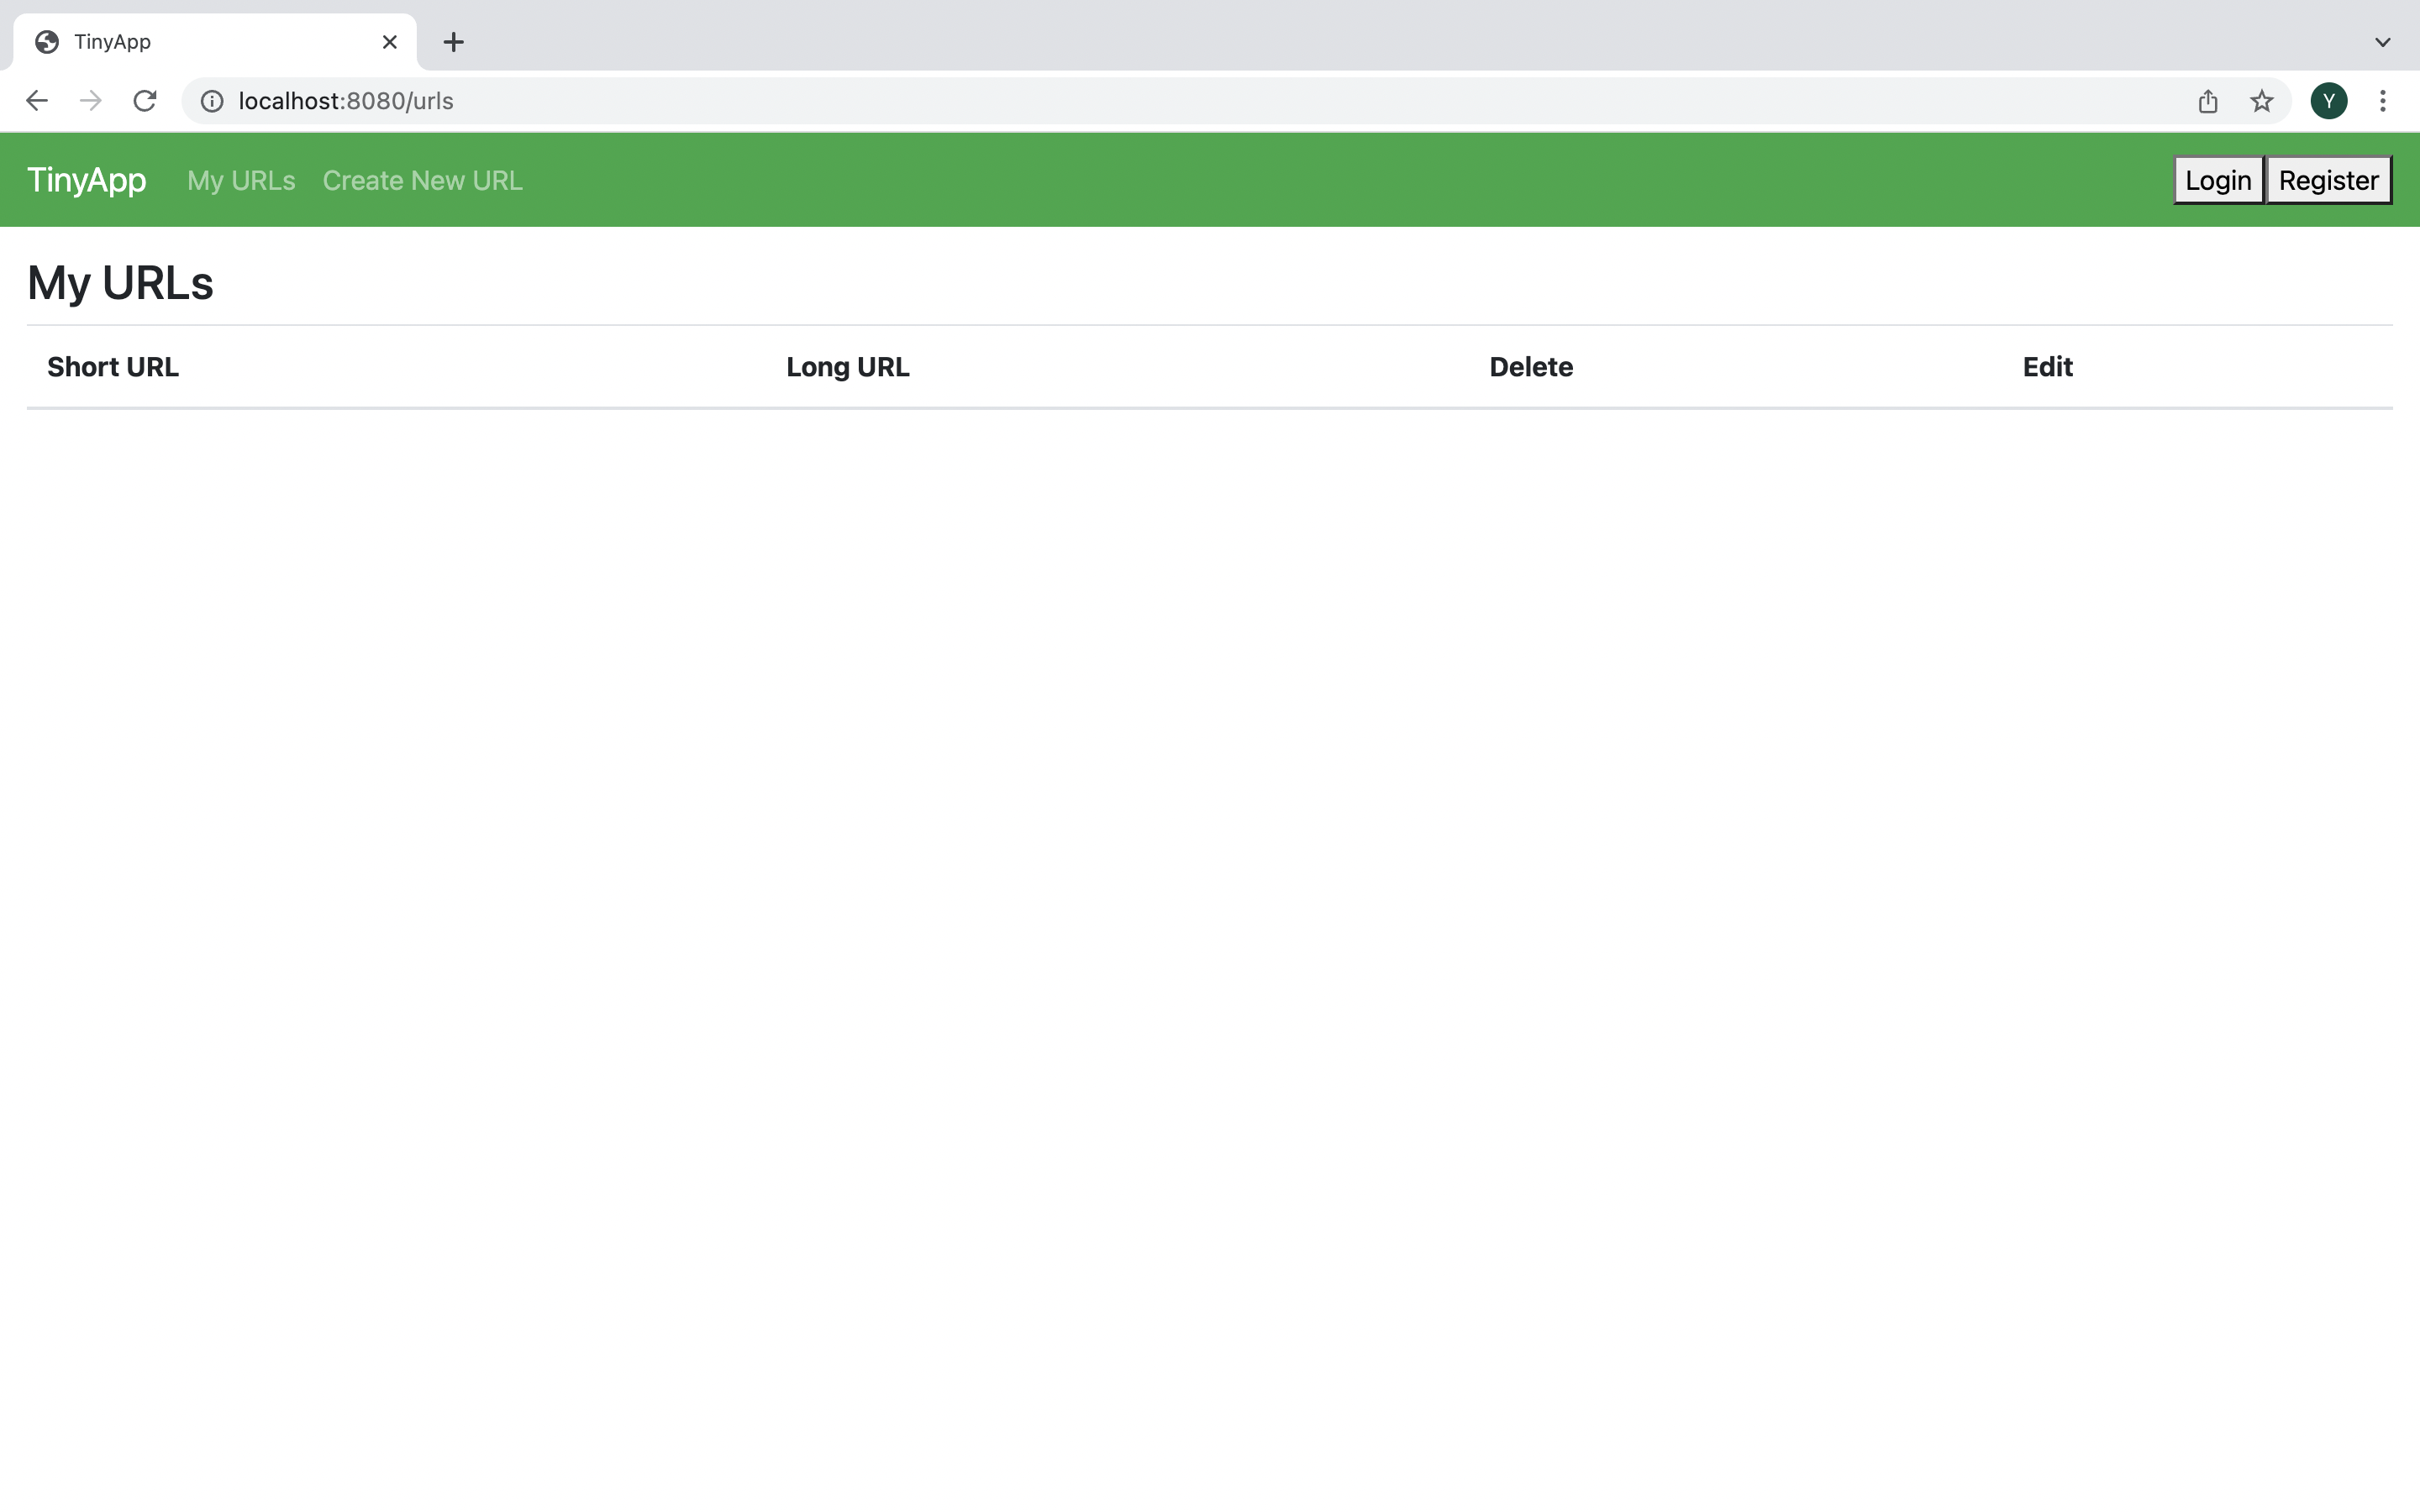 TinyApp
localhost:8080/urls
Y
TinyApp My URLs Create New URL Login Register
My URLs
Short URL Long URL Delete Edit